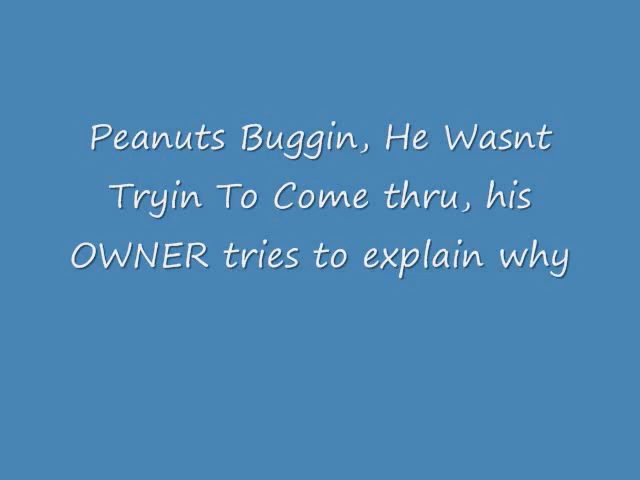 Peanuts Buggin, He Wasnt
Tryin To Come thru, his
OWNER tries to explain why